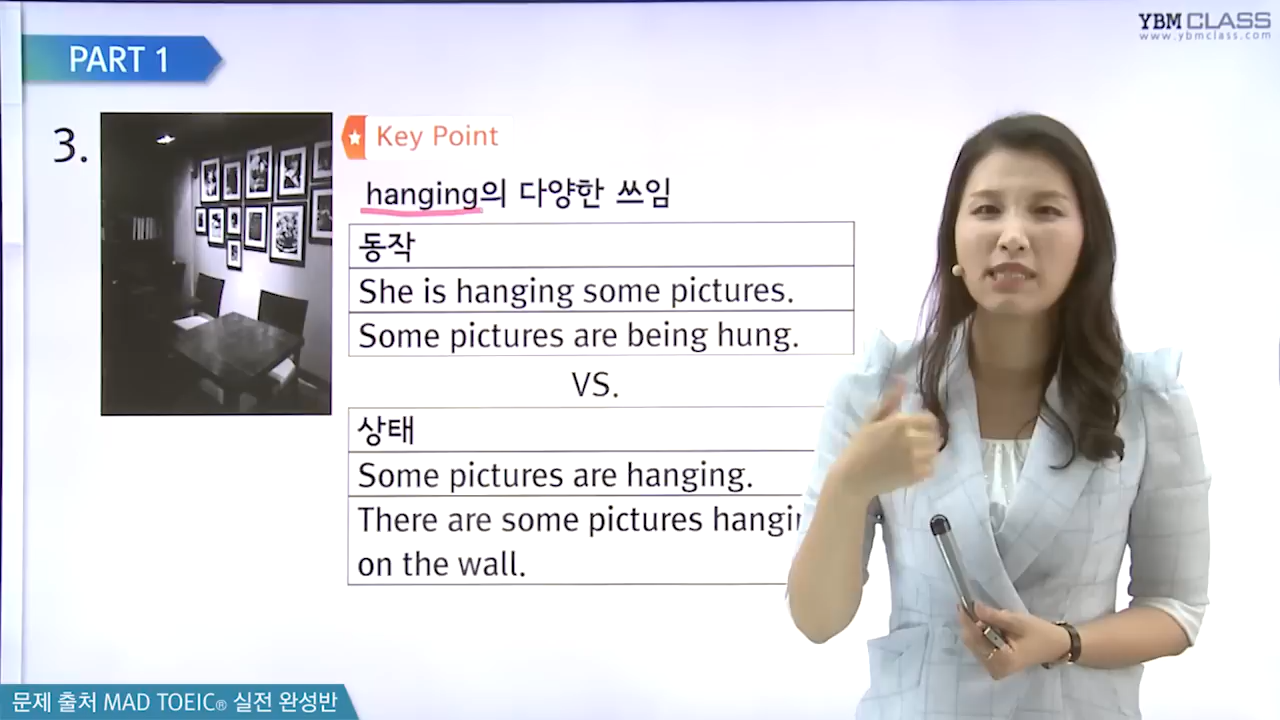 YBM CLASS
www.ybmclass.com
PART 1
3.
Key Point
hanging의 다양한 쓰임
동작
She is hanging some pictures.
Some pictures are being hung.
VS.
상태
Some pictures are hanging.
There are some pictures
on the wall.
문제 출처 MAD TOEIC® 실전 완성반